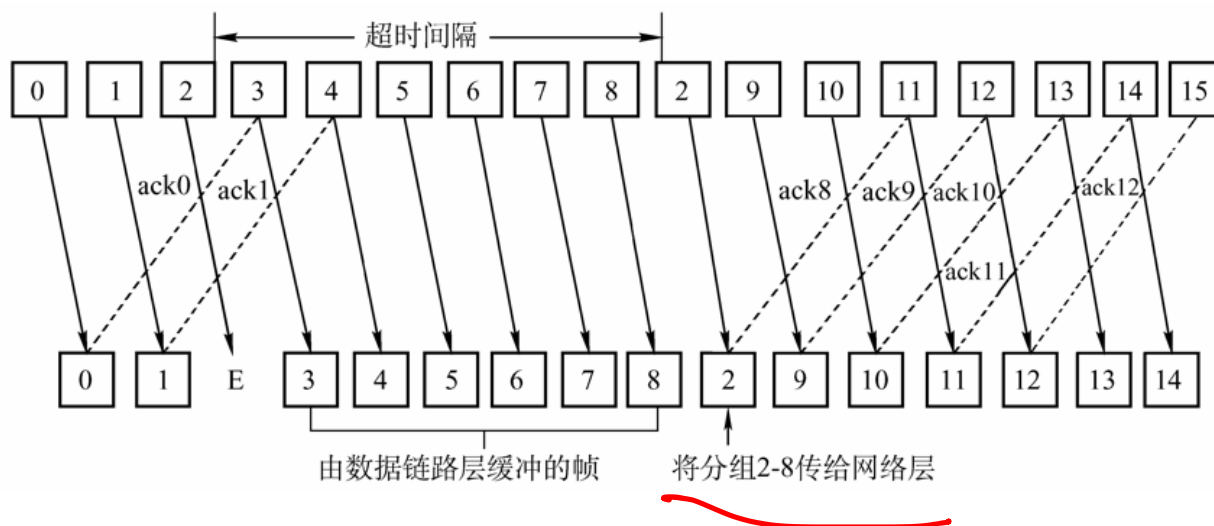 超时间隔
0 1 2 3 4 5 6 7 8 2 9 10 11 12 13 14 15
ack0 ack1 ack8 ack9 ack10 ack12
ack11
0 1 E 3 4 5 6 7 8 2 9 10 11 12 13 14
由数据链路层缓冲的帧 将分组2-8传给网络层